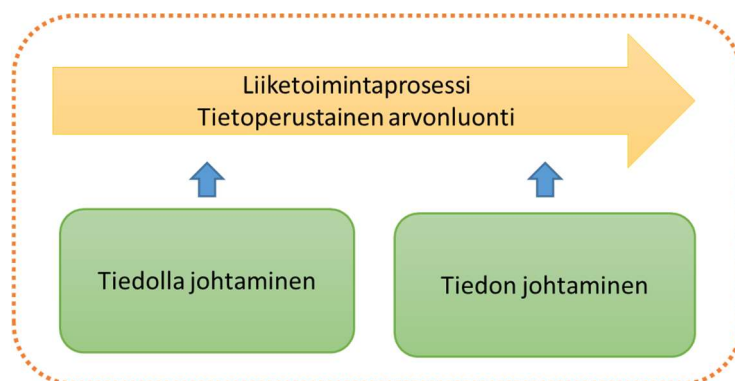 Liiketoimintaprosessi
Tietoperustainen arvonluonti
Tiedolla johtaminen
Tiedon johtaminen